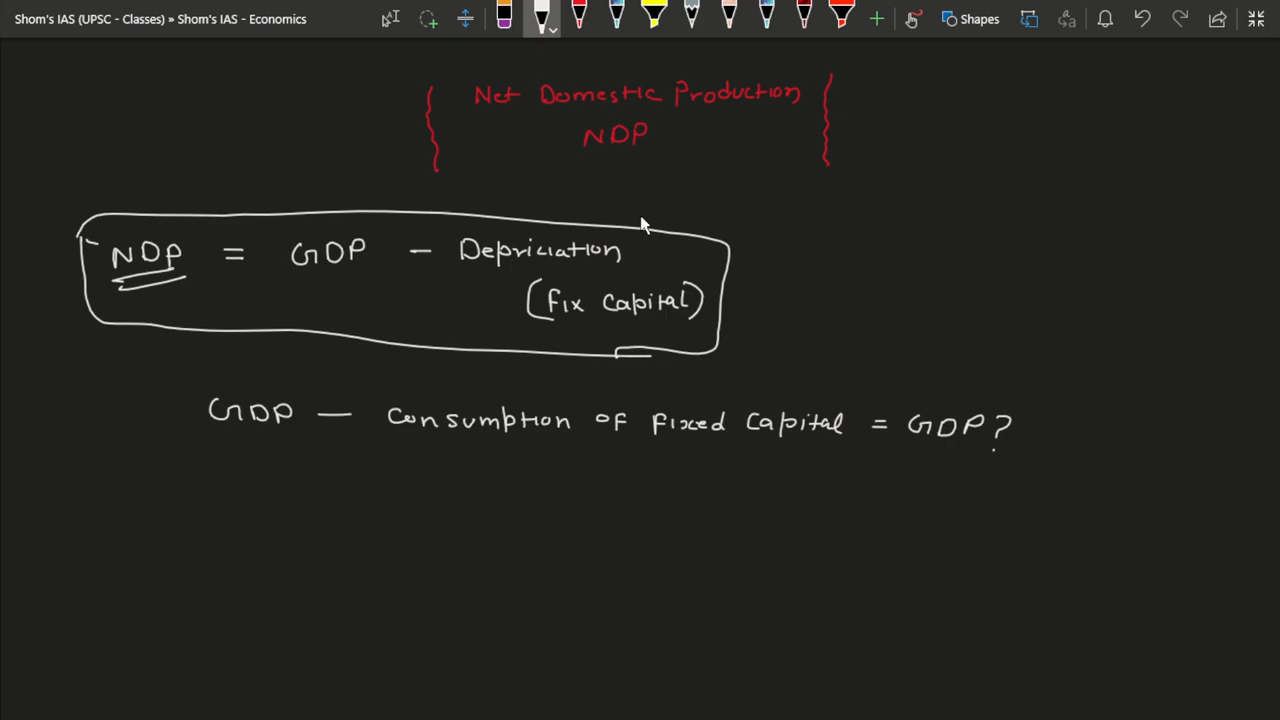 Shom's IAS (UPSC - Classes) » Shom's IAS - Economics
Shapes
Net Domestic Production
NDP
NDP = GDP - Depriciation
(Fix Capital)
GDP — Consumption of Fixed Capital = GDP?